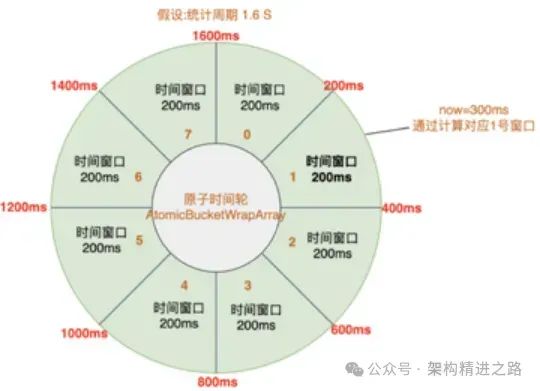 假设:统计周期 1.6 S
1600ms
1400ms
200ms
时间窗口
200ms
时间窗口
200ms
7
0
now=300ms
通过计算对应1号窗口
时间窗口
200ms
6
1
时间窗口
200ms
原子时间轮
AtomicBucketWrapArray
1200ms
400ms
时间窗口
200ms
5
2
时间窗口
200ms
4
3
时间窗口
200ms
时间窗口
200ms
1000ms
600ms
800ms
公众号 · 架构精进之路